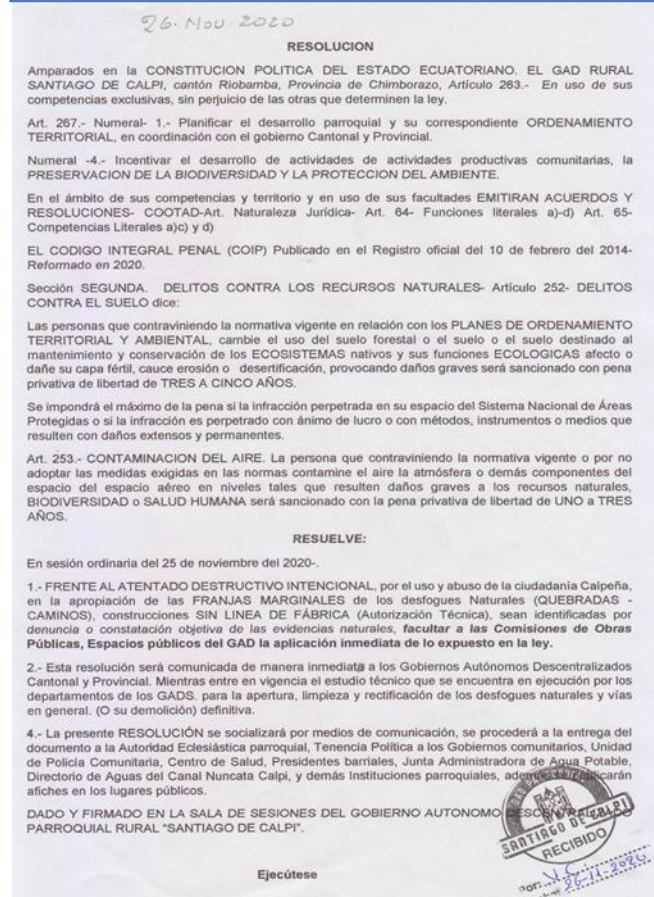 26. Nov. 2020
RESOLUCION
Amparados en la CONSTITUCION POLITICA DEL ESTADO ECUATORIANO. EL GAD RURAL
SANTIAGO DE CALPI, cantón Riobamba, Provincia de Chimborazo, Artículo 263.- En uso de sus
competencias exclusivas, sin perjuicio de las otras que determinen la ley.
Art. 267.- Numeral- 1.- Planificar el desarrollo parroquial y su correspondiente ORDENAMIENTO
TERRITORIAL, en coordinación con el gobierno Cantonal y Provincial.
Numeral -4.- Incentivar el desarrollo de actividades de actividades productivas comunitarias, la
PRESERVACION DE LA BIODIVERSIDAD Y LA PROTECCION DEL AMBIENTE.
En el ámbito de sus competencias y territorio y en uso de sus facultades EMITIRAN ACUERDOS Y
RESOLUCIONES- COOTAD-Art. Naturaleza Jurídica- Art. 64- Funciones literales a)-d) Art. 65-
Competencias Literales a)c) y d)
EL CODIGO INTEGRAL PENAL (COIP) Publicado en el Registro oficial del 10 de febrero del 2014-
Reformado en 2020.
Sección SEGUNDA. DELITOS CONTRA LOS RECURSOS NATURALES- Artículo 252- DELITOS
CONTRA EL SUELO dice:
Las personas que contraviniendo la normativa vigente en relación con los PLANES DE ORDENAMIENTO
TERRITORIAL Y AMBIENTAL, cambie el uso del suelo forestal o el suelo o el suelo destinado al
mantenimiento y conservación de los ECOSISTEMAS nativos y sus funciones ECOLOGICAS afecto o
dañe su capa fértil, cauce erosión o desertificación, provocando daños graves será sancionado con pena
privativa de libertad de TRES A CINCO AÑOS.
Se impondrá el máximo de la pena si la infracción perpetrada en su espacio del Sistema Nacional de Áreas
Protegidas o si la infracción es perpetrado con ánimo de lucro o con métodos, instrumentos o medios que
resulten con daños extensos y permanentes.
Art. 253.- CONTAMINACION DEL AIRE. La persona que contraviniendo la normativa vigente o por no
adoptar las medidas exigidas en las normas contamine el aire la atmósfera o demás componentes del
espacio del espacio aéreo en niveles tales que resulten daños graves a los recursos naturales,
BIODIVERSIDAD o SALUD HUMANA será sancionado con la pena privativa de libertad de UNO a TRES
AÑOS.
RESUELVE:
En sesión ordinaria del 25 de noviembre del 2020-.
1.- FRENTE AL ATENTADO DESTRUCTIVO INTENCIONAL, por el uso y abuso de la ciudadanía Calpeña,
en la apropiación de las FRANJAS MARGINALES de los desfogues Naturales (QUEBRADAS -
CAMINOS), construcciones SIN LINEA DE FÁBRICA (Autorización Técnica), sean identificadas por
denuncia o constatación objetiva de las evidencias naturales, facultar a las Comisiones de Obras
Públicas, Espacios públicos del GAD la aplicación inmediata de lo expuesto en la ley.
2.- Esta resolución será comunicada de manera inmediata a los Gobiernos Autónomos Descentralizados
Cantonal y Provincial. Mientras entre en vigencia el estudio técnico que se encuentra en ejecución por los
departamentos de los GADS. para la apertura, limpieza y rectificación de los desfogues naturales y vías
en general. (O su demolición) definitiva.
4.- La presente RESOLUCIÓN se socializará por medios de comunicación, se procederá a la entrega del
documento a la Autoridad Eclesiástica parroquial, Tenencia Política a los Gobiernos comunitarios, Unidad
de Policía Comunitaria, Centro de Salud, Presidentes barriales, Junta Administradora de Agua Potable,
Directorio de Aguas del Canal Nuncata Calpi, y demás Instituciones parroquiales, además se publicarán
afiches en los lugares públicos.
DADO Y FIRMADO EN LA SALA DE SESIONES DEL GOBIERNO AUTONOMO DESCENTRALIZADO
PARROQUIAL RURAL "SANTIAGO DE CALPI".
SANTIAGO DE CALPI
RECIBIDO
Por: V.C.
26-11-2020
Ejecútese